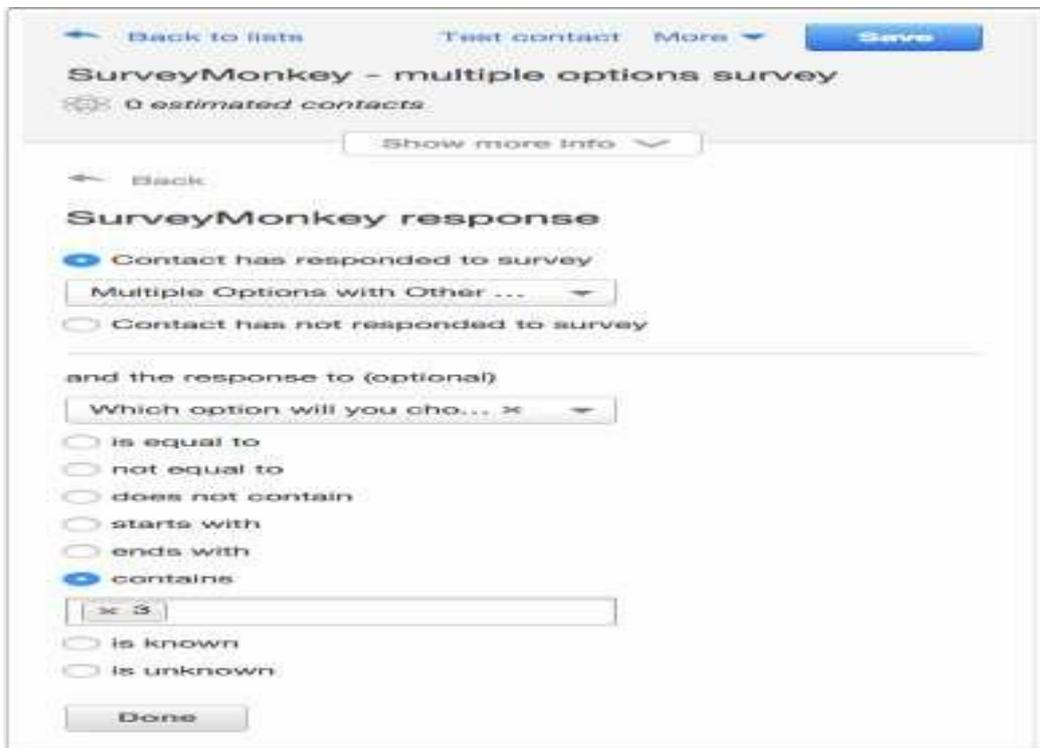 Back to lists Test contact More Save
SurveyMonkey - multiple options survey
0 estimated contacts
Show more info
Back
SurveyMonkey response
Contact has responded to survey
Multiple Options with Other ...
Contact has not responded to survey
and the response to (optional)
Which option will you cho... ×
is equal to
not equal to
does not contain
starts with
ends with
contains
× 3
is known
is unknown
Done